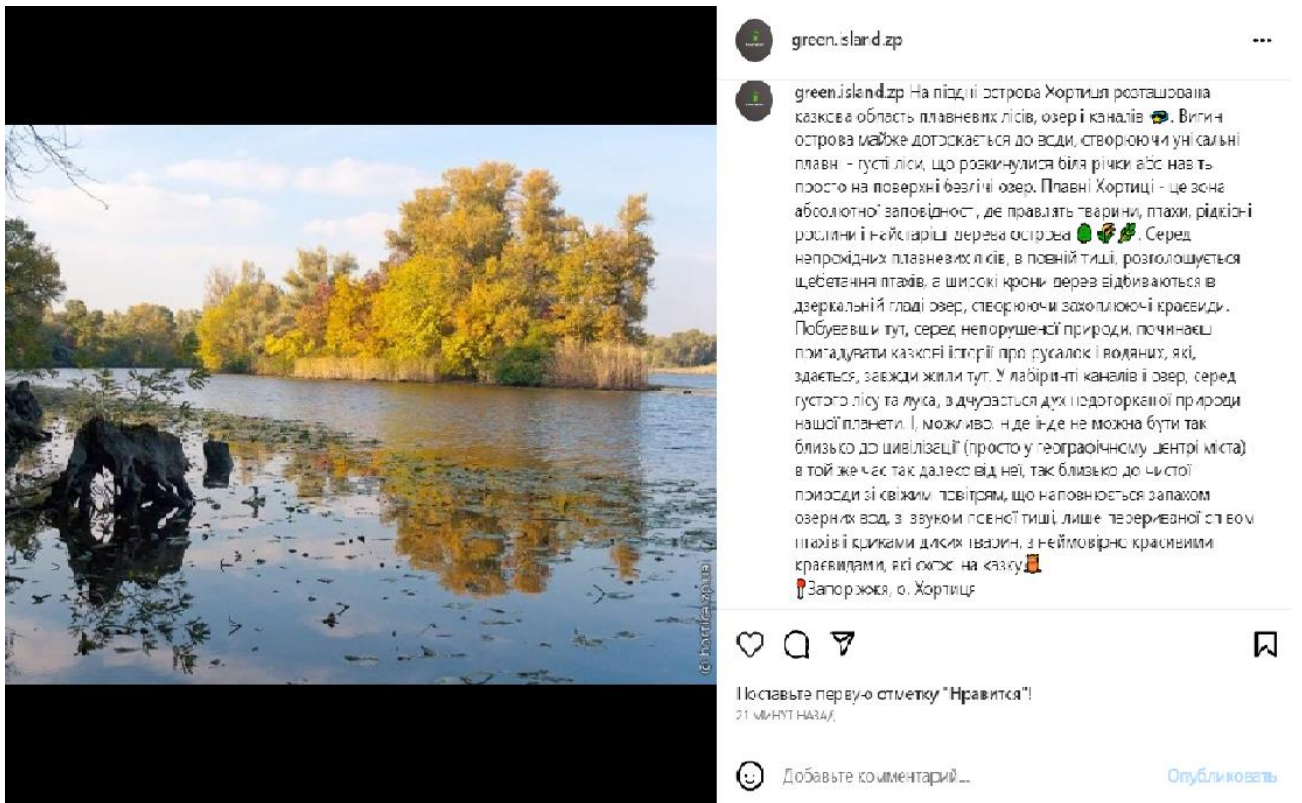 green.island.zp
green.island.zp На півдні острова Хортиця розташована
казкова область плавневих лісів, озер і каналів. Вигин
острова майже доторкається до води, створюючи унікальні
плавні - густі ліси, що розкинулися біля річки або навіть
просто на поверхні безлічі озер. Плавні Хортиці - це зона
абсолютної заповідності, де правлять тварини, птахи, рідкісні
рослини і найстаріші дерева острова. Серед
непрохідних плавневих лісів, в повній тиші, розголошується
щебетання птахів, а широкі крони дерев відбиваються в
дзеркальній гладі озер, створюючи захоплюючі краєвиди.
Побувавши тут, серед непорушеної природи, починаєш
пригадувати казкові історії про русалок і водяних, які,
здається, завжди жили тут. У лабіринті каналів і озер, серед
густого лісу та лука, відчувається дух недоторканої природи
нашої планети. І, можливо, ніде інде не можна бути так
близько до цивілізації (просто у географічному центрі міста)
в той же час так далеко від неї, так близько до чистої
природи зі свіжим повітрям, що наповнюється запахом
озерних вод, зі звуком повної тиші, лише перериваної співом
птахів і криками диких тварин, з неймовірно красивими
краєвидами, які схожі на казку
Запоріжжя, о. Хортиця
Поставьте первую отметку "Нравится"!
21 МИНУТ НАЗАД
Добавьте комментарий...
Опубликовать
(c) hortica.zp.ua